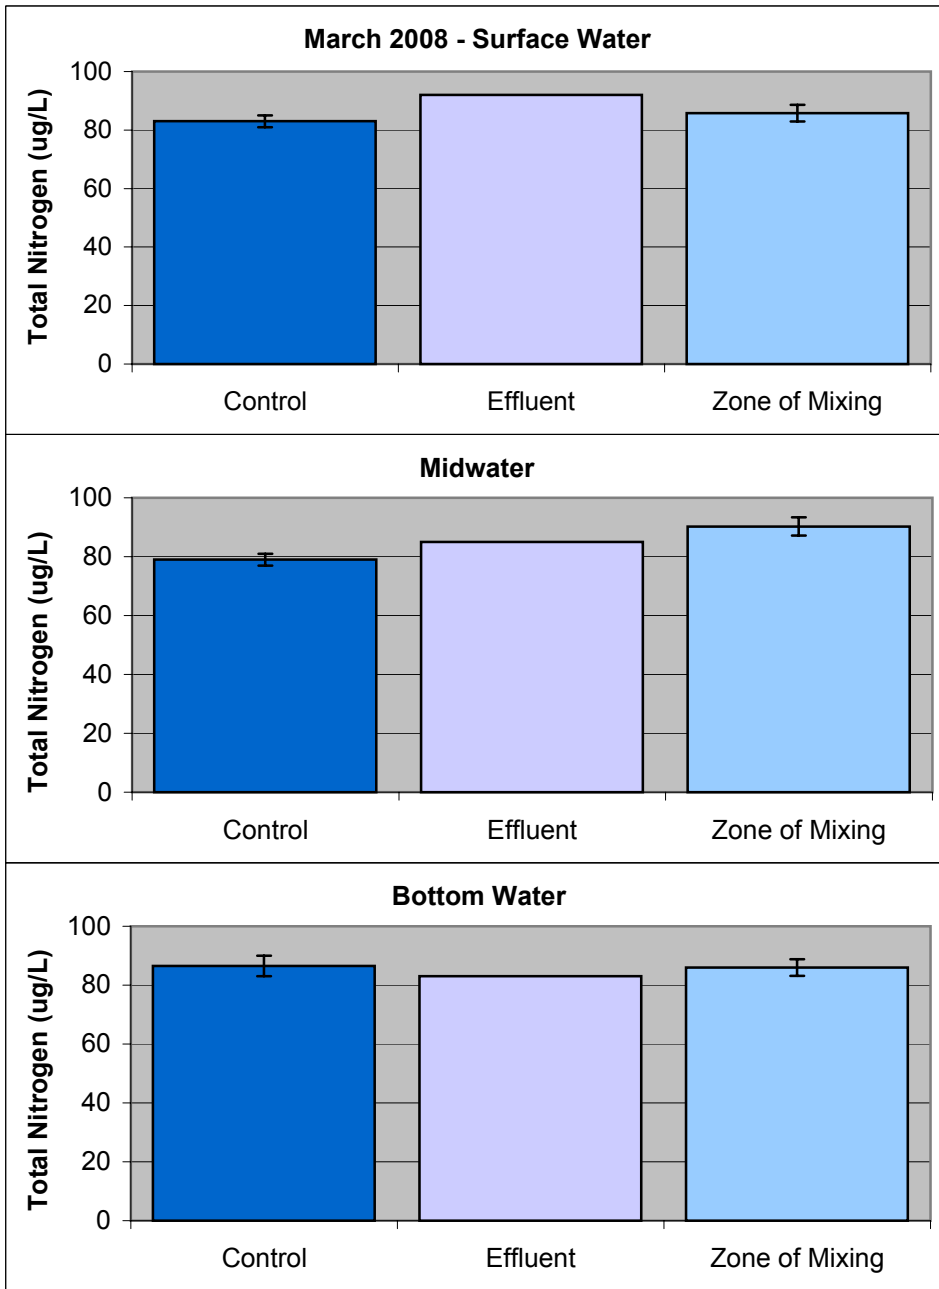 March 2008 - Surface Water
Total Nitrogen (ug/L)
100
80
60
40
20
0
Control Effluent Zone of Mixing
Midwater
Total Nitrogen (ug/L)
100
80
60
40
20
0
Control Effluent Zone of Mixing
Bottom Water
Total Nitrogen (ug/L)
100
80
60
40
20
0
Control Effluent Zone of Mixing